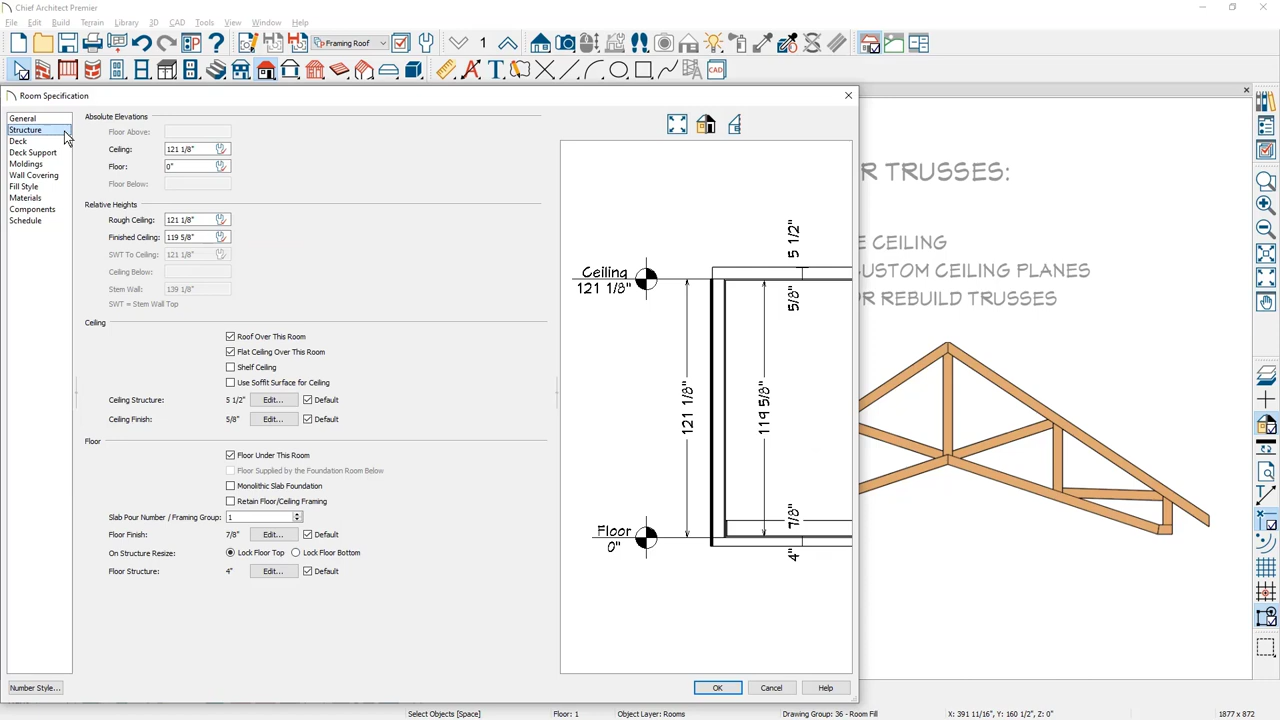 Chief Architect Premier
File Edit Build Terrain Library 3D CAD Tools View Window Help
Framing Roof
1
CAD
Room Specification
General
Structure
Deck
Deck Support
Moldings
Wall Covering
Fill Style
Materials
Components
Schedule
Absolute Elevations
Floor Above:
Ceiling: 121 1/8"
Floor: 0"
Floor Below:
Relative Heights
Rough Ceiling: 121 1/8"
Finished Ceiling: 119 5/8"
SWT To Ceiling: 121 1/8"
Ceiling Below:
Stem Wall: 139 1/8"
SWT = Stem Wall Top
Ceiling
Roof Over This Room
Flat Ceiling Over This Room
Shelf Ceiling
Use Soffit Surface for Ceiling
Ceiling Structure: 5 1/2" Edit... Default
Ceiling Finish: 5/8" Edit... Default
Floor
Floor Under This Room
Floor Supplied by the Foundation Room Below
Monolithic Slab Foundation
Retain Floor/Ceiling Framing
Slab Pour Number / Framing Group: 1
Floor Finish: 7/8" Edit... Default
On Structure Resize: Lock Floor Top Lock Floor Bottom
Floor Structure: 4" Edit... Default
Ceiling
121 1/8"
5 1/2"
5/8"
121 1/8"
119 5/8"
7/8"
Floor
0"
4"
R TRUSSES:
E CEILING
USTOM CEILING PLANES
R REBUILD TRUSSES
Number Style...
OK
Cancel
Help
Select Objects [Space]
Floor: 1
Object Layer: Rooms
Drawing Group: 36 - Room Fill
X: 391 11/16", Y: 160 1/2", Z: 0"
1877 x 872